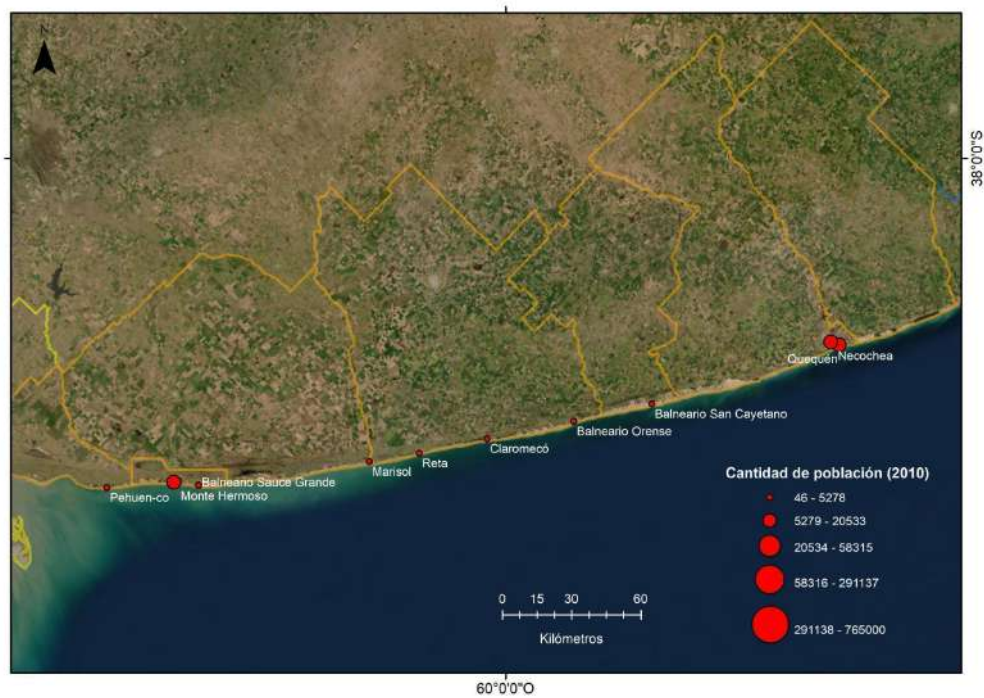 N
38°0'0"S
Quequén
Necochea
Balneario San Cayetano
Balneario Orense
Claromecó
Reta
Marisol
Balneario Sauce Grande
Monte Hermoso
Pehuen-co
Cantidad de población (2010)
46 - 5278
5279 - 20533
20534 - 58315
58316 - 291137
291138 - 765000
0 15 30 60
Kilómetros
60°0'0"O